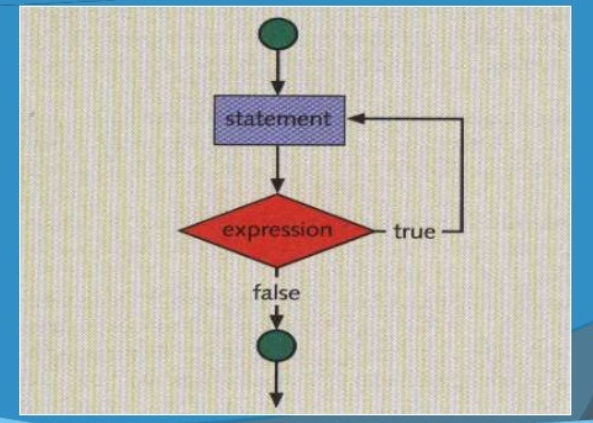 statement
expression
true
false